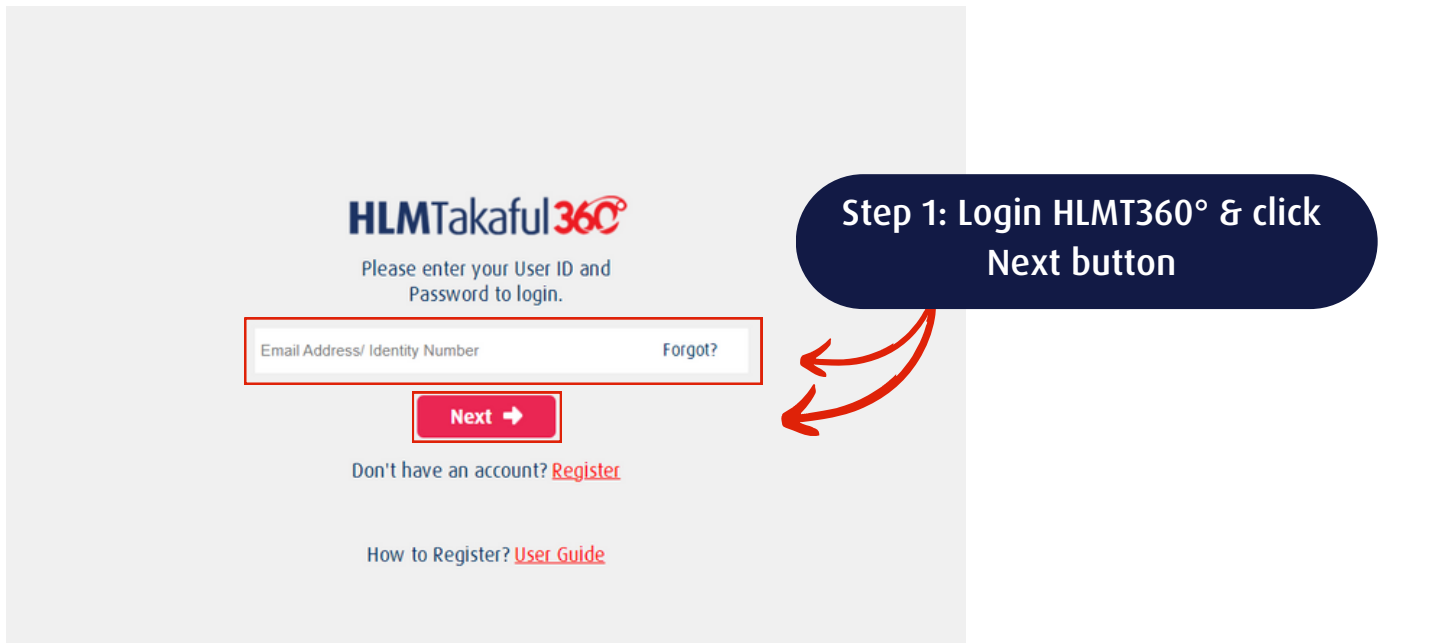 HLMTakaful360°
Please enter your User ID and
Password to login.
Email Address/ Identity Number Forgot?
Next
Don't have an account? Register
How to Register? User Guide
Step 1: Login HLMT360° & click
Next button